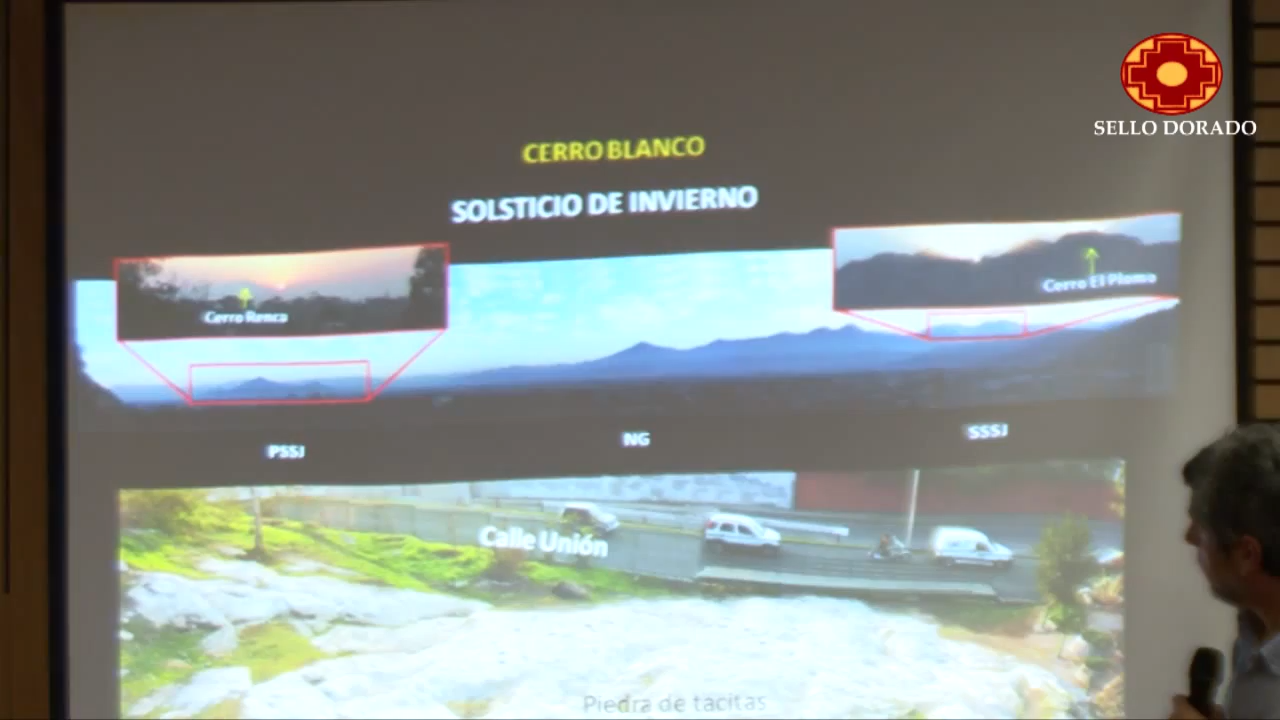 SELLO DORADO
CERRO BLANCO
SOLSTICIO DE INVIERNO
Cerro Renca
Cerro El Plomo
PSSJ
NG
SSSJ
Calle Unión
Piedra de tacitas